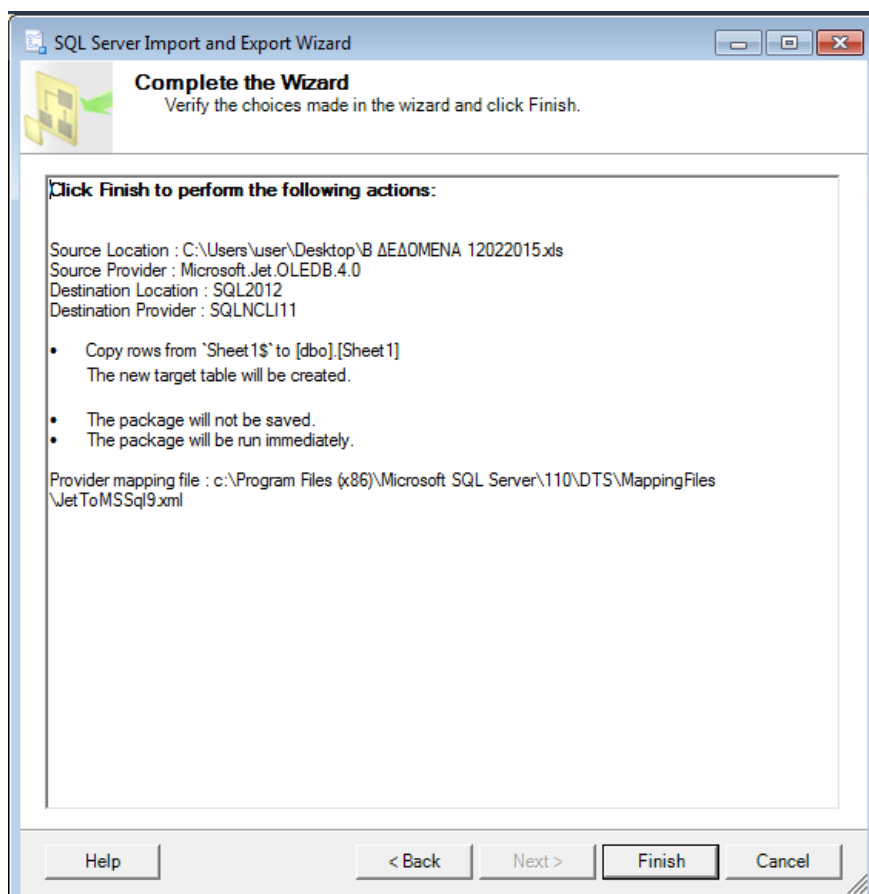 SQL Server Import and Export Wizard
Complete the Wizard
Verify the choices made in the wizard and click Finish.
Click Finish to perform the following actions:
Source Location : C:\Users\user\Desktop\Β ΔΕΔΟΜΕΝΑ 12022015.xls
Source Provider : Microsoft.Jet.OLEDB.4.0
Destination Location : SQL2012
Destination Provider : SQLNCLI11
• Copy rows from `Sheet1$` to [dbo].[Sheet1]
The new target table will be created.
• The package will not be saved.
• The package will be run immediately.
Provider mapping file : c:\Program Files (x86)\Microsoft SQL Server\110\DTS\MappingFiles
\JetToMSSql9.xml
Help < Back Next > Finish Cancel